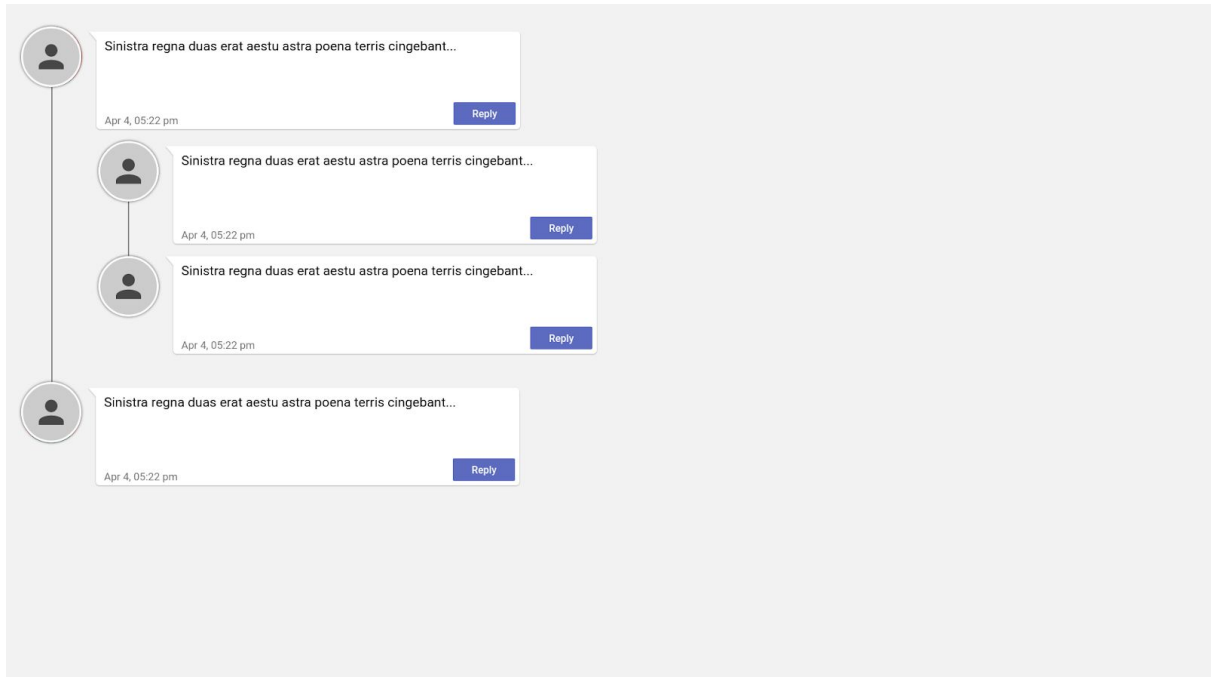 Sinistra regna duas erat aestu astra poena terris cingebant...
Apr 4, 05:22 pm
Reply
Sinistra regna duas erat aestu astra poena terris cingebant...
Apr 4, 05:22 pm
Reply
Sinistra regna duas erat aestu astra poena terris cingebant...
Apr 4, 05:22 pm
Reply
Sinistra regna duas erat aestu astra poena terris cingebant...
Apr 4, 05:22 pm
Reply